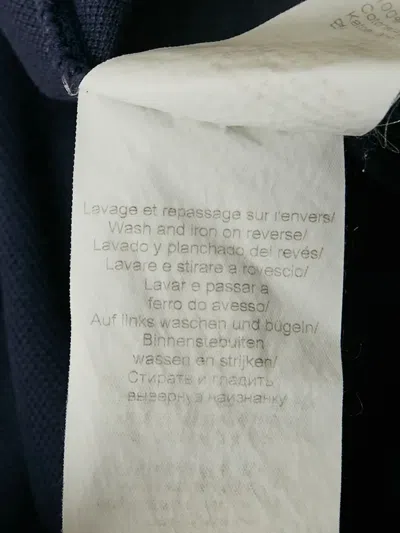 Lavage et repassage sur l'envers/
Wash and iron on reverse/
Lavado y planchado del revés/
Lavare e stirare a rovescio/
Lavar e passar a
ferro do avesso/
Auf links waschen und bügeln/
Binnenstebuiten
wassen en strijken/
Стирать и гладить
вывернув наизнанку